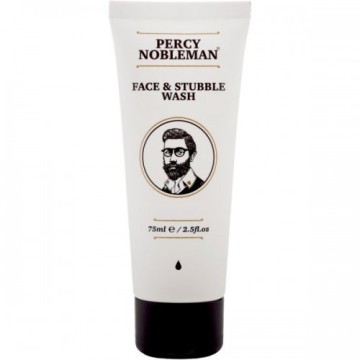 PERCY
NOBLEMAN®
FACE & STUBBLE
WASH
75ml ℮ / 2.5fl.oz